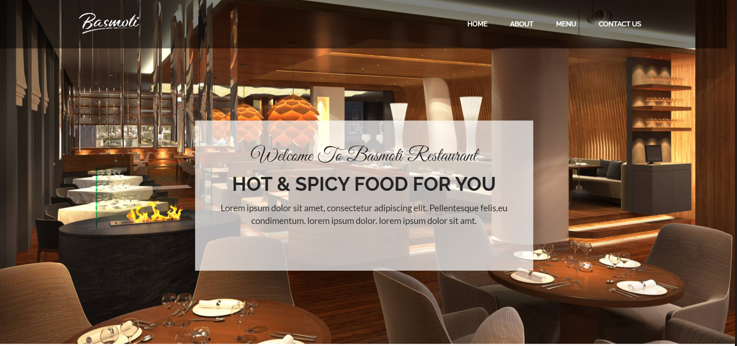 Basmoti
HOME ABOUT MENU CONTACT US
Welcome To Basmoti Restaurant
HOT & SPICY FOOD FOR YOU
Lorem ipsum dolor sit amet, consectetur adipiscing elit. Pellentesque felis,eu
condimentum. lorem ipsum dolor. lorem ipsum dolor sit amt.